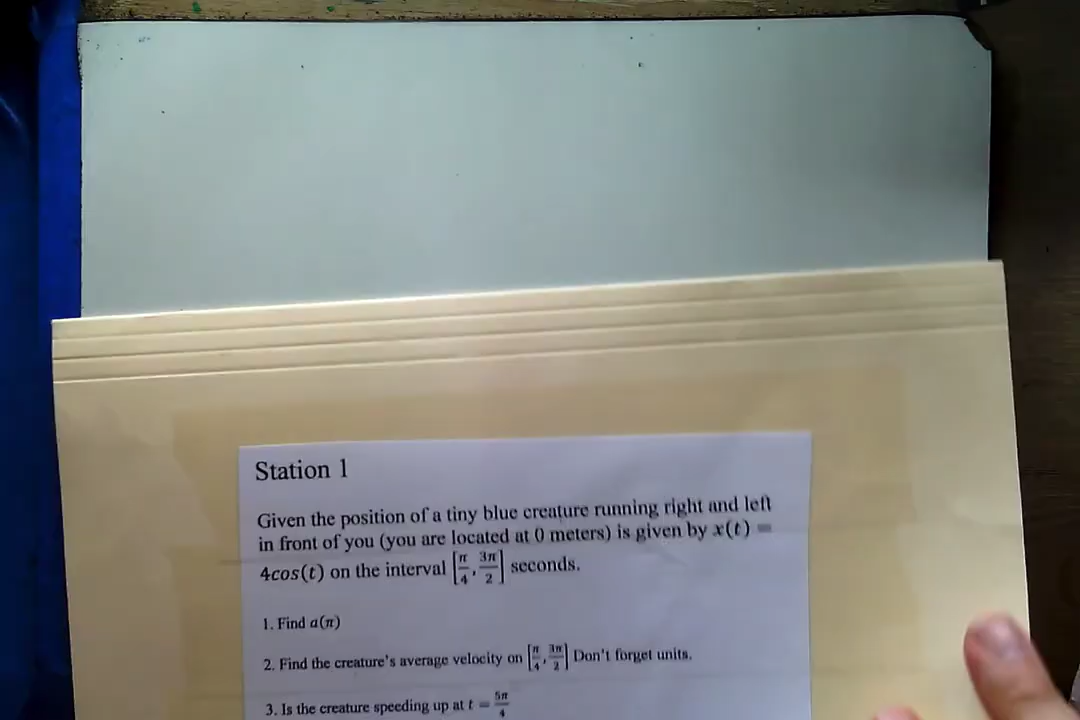 Station 1
Given the position of a tiny blue creature running right and left
in front of you (you are located at 0 meters) is given by x(t) =
4cos(t) on the interval [π/4, 3π/2] seconds.
1. Find a(π)
2. Find the creature's average velocity on [π/4, 3π/2] Don't forget units.
3. Is the creature speeding up at t = 5π/4